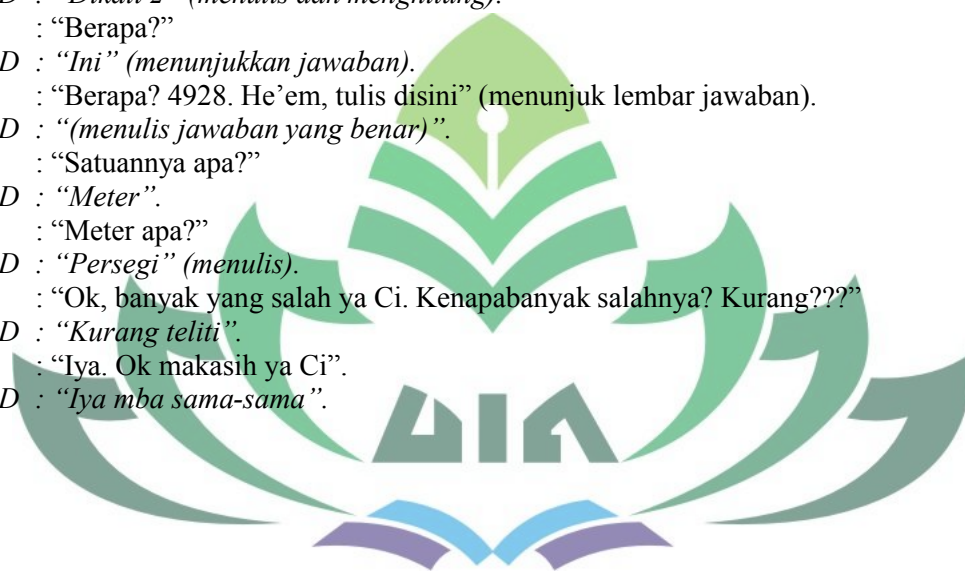 D : “Dikali 2” (menulis dan menghitung).
: “Berapa?”
D : “Ini” (menunjukkan jawaban).
: “Berapa? 4928. He’em, tulis disini” (menunjuk lembar jawaban).
D : “(menulis jawaban yang benar)”.
: “Satuannya apa?”
D : “Meter”.
: “Meter apa?”
D : “Persegi” (menulis).
: “Ok, banyak yang salah ya Ci. Kenapabanyak salahnya? Kurang???”
D : “Kurang teliti”.
: “Iya. Ok makasih ya Ci”.
D : “Iya mba sama-sama”.
UIN